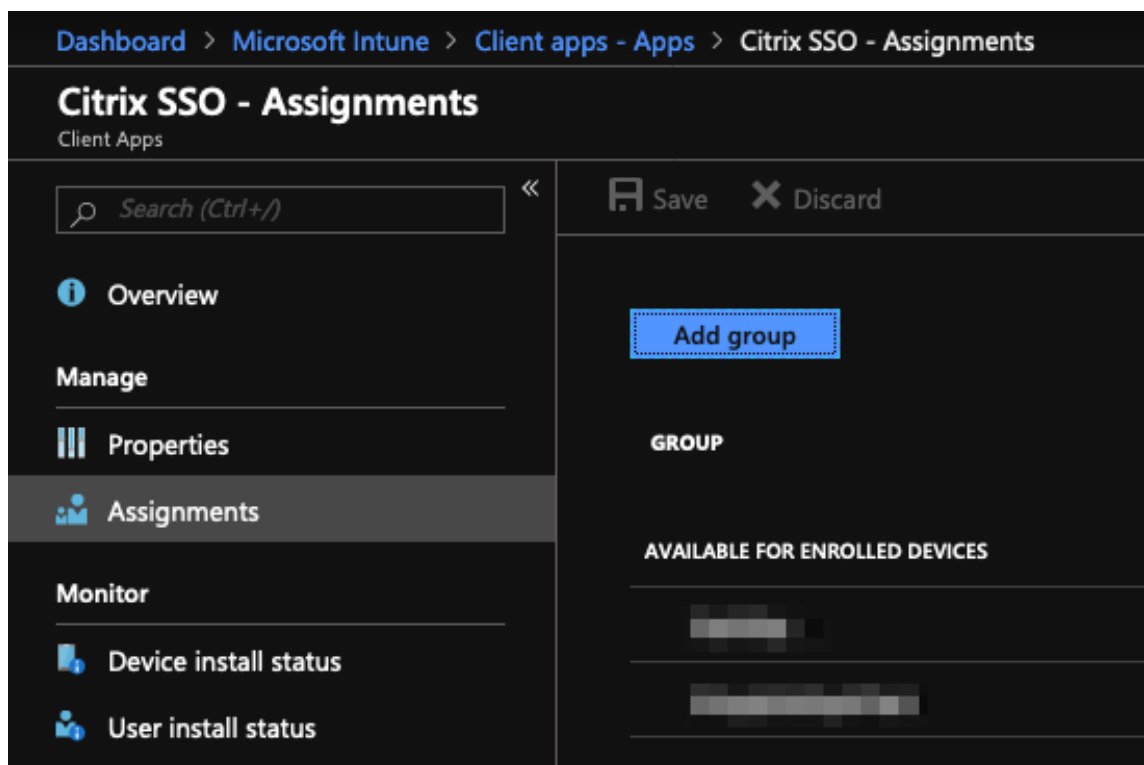 Dashboard > Microsoft Intune > Client apps - Apps > Citrix SSO - Assignments
Citrix SSO - Assignments
Client Apps
Search (Ctrl+/)
«
Save
Discard
Overview
Add group
Manage
Properties
GROUP
Assignments
AVAILABLE FOR ENROLLED DEVICES
Monitor
Device install status
User install status